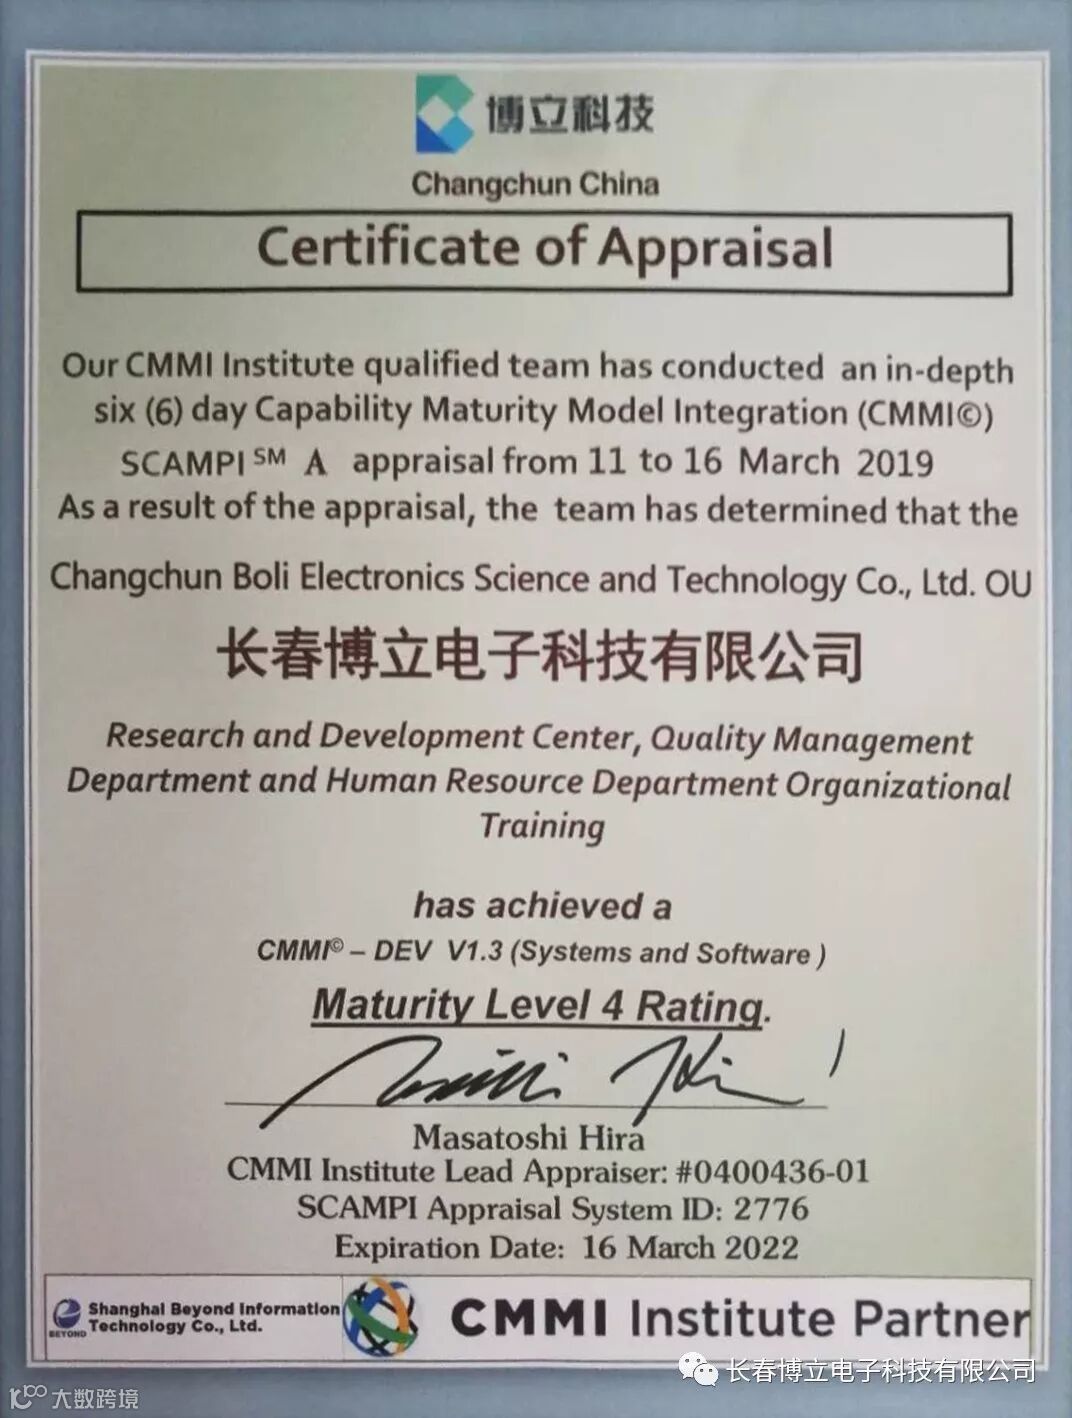 博立科技
Changchun China
Certificate of Appraisal
Our CMMI Institute qualified team has conducted an in-depth
six (6) day Capability Maturity Model Integration (CMMI©)
SCAMPI SM A appraisal from 11 to 16 March 2019
As a result of the appraisal, the team has determined that the
Changchun Boli Electronics Science and Technology Co., Ltd. OU
长春博立电子科技有限公司
Research and Development Center, Quality Management
Department and Human Resource Department Organizational
Training
has achieved a
CMMI© – DEV V1.3 (Systems and Software )
Maturity Level 4 Rating.
Masatoshi Hira
CMMI Institute Lead Appraiser: #0400436-01
SCAMPI Appraisal System ID: 2776
Expiration Date: 16 March 2022
BEYOND
Shanghai Beyond Information
Technology Co., Ltd.
CMMI Institute Partner
长春博立电子科技有限公司
大数跨境